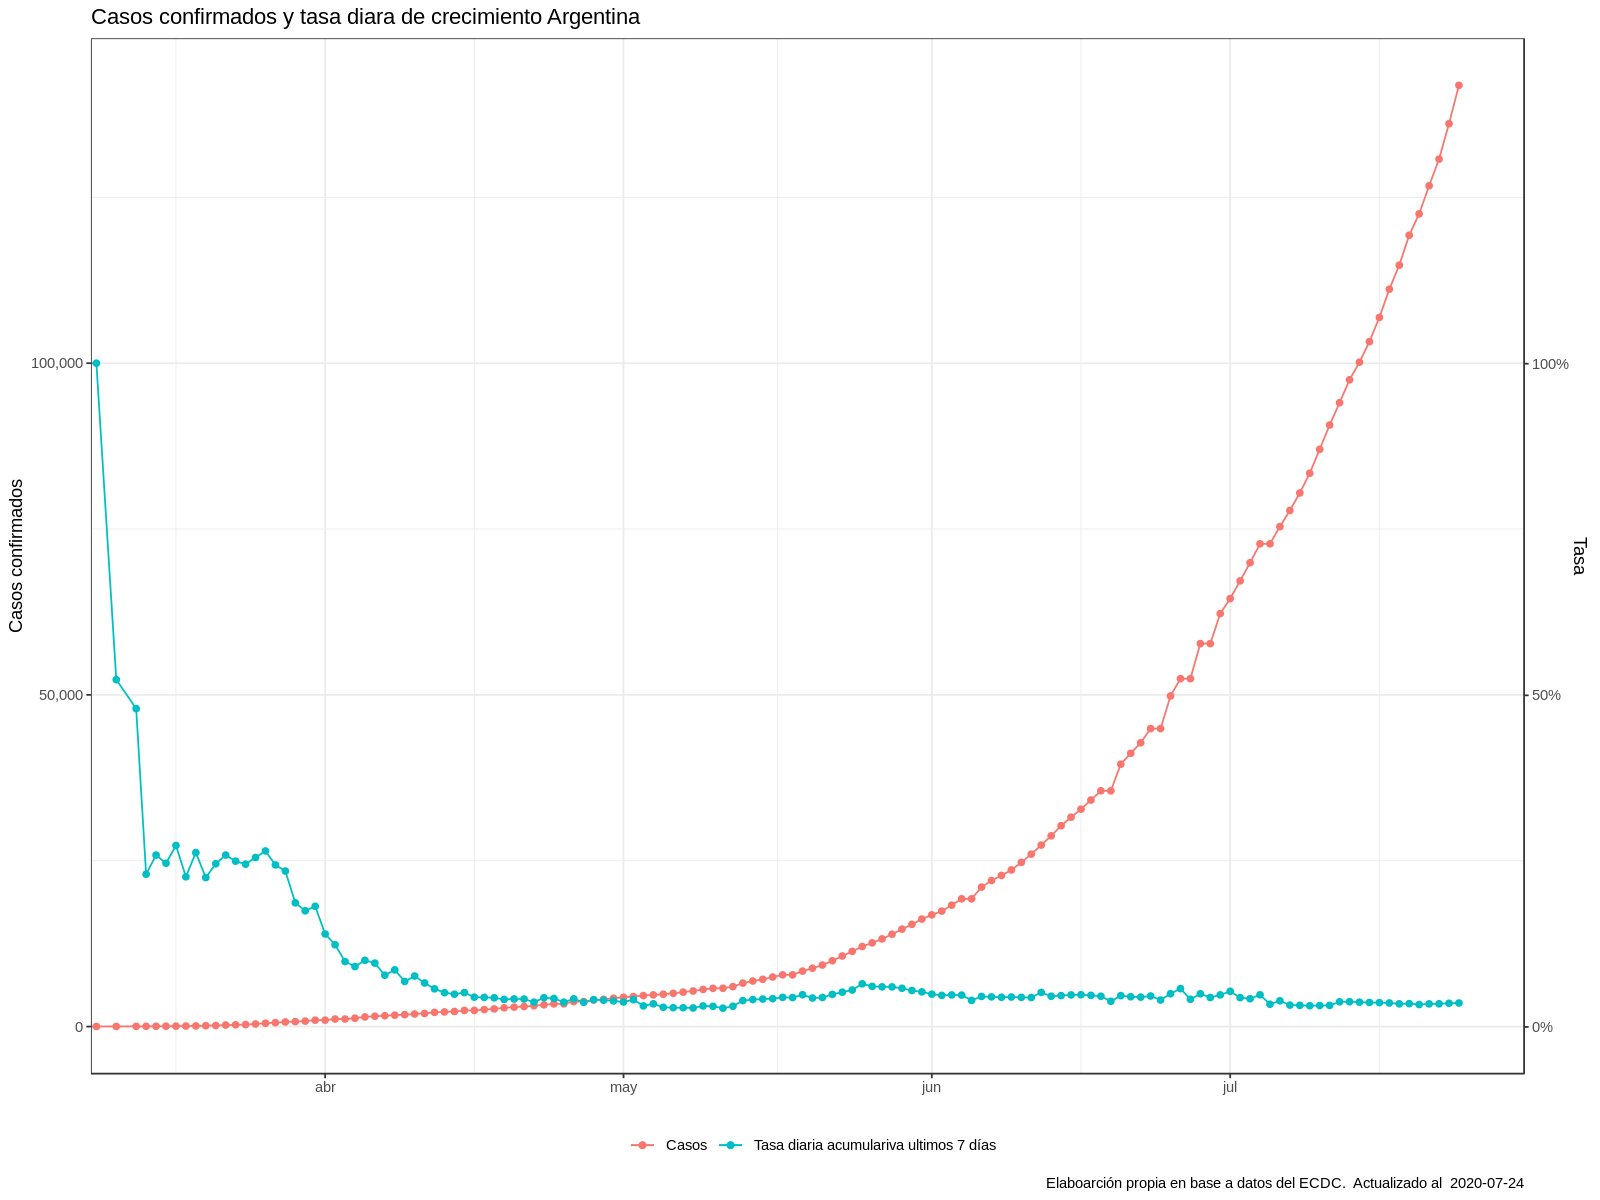 Casos confirmados y tasa diara de crecimiento Argentina
Casos confirmados
100,000
50,000
0
100%
50%
0%
Tasa
abr
may
jun
jul
Casos
Tasa diaria acumulariva ultimos 7 días
Elaboarción propia en base a datos del ECDC.  Actualizado al  2020-07-24